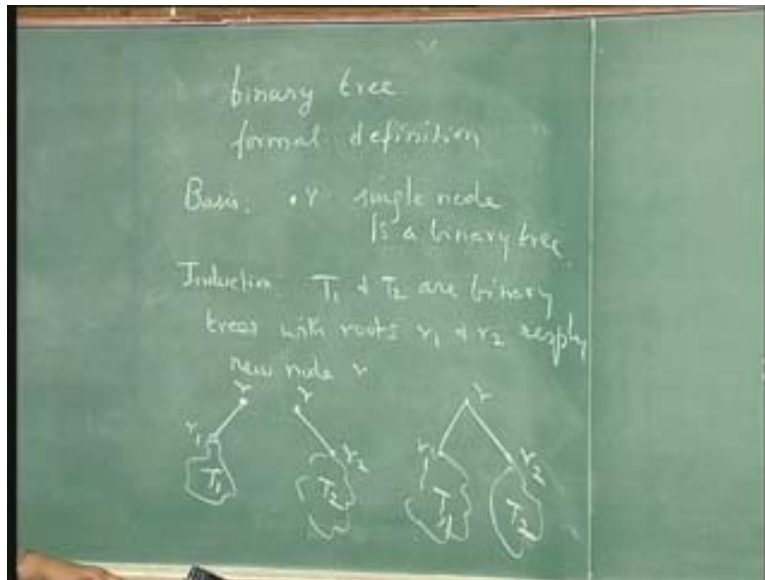 binary tree
formal definition
Basis: . r single node
is a binary tree
Induction. T1 & T2 are binary
trees with roots r1 & r2 resply
new node r
r r r
r1 r2 r1 r2
T1 T2 T1 T2